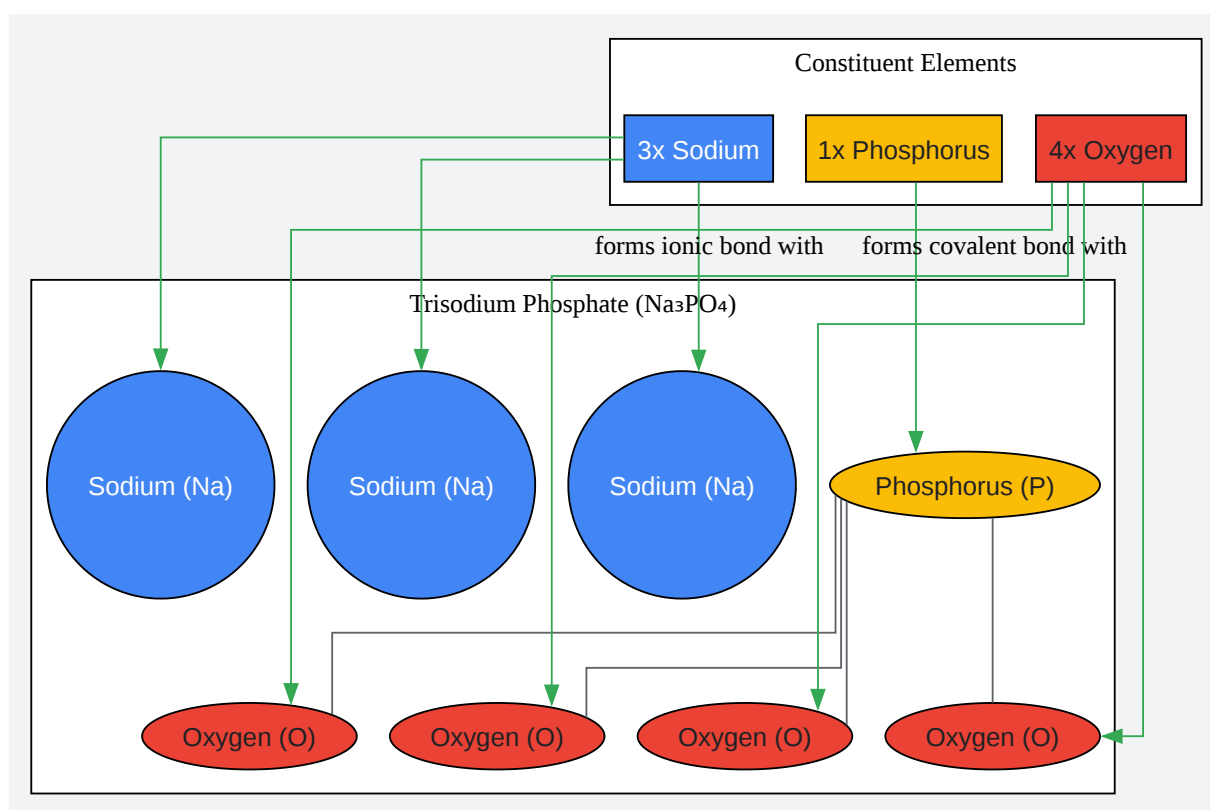 Constituent Elements
3x Sodium
1x Phosphorus
4x Oxygen
forms ionic bond with
forms covalent bond with
Trisodium Phosphate (Na₃PO₄)
Sodium (Na)
Sodium (Na)
Sodium (Na)
Phosphorus (P)
Oxygen (O)
Oxygen (O)
Oxygen (O)
Oxygen (O)